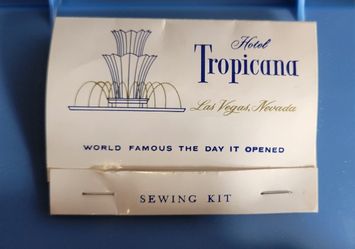 Hotel
Tropicana
Las Vegas, Nevada
WORLD FAMOUS THE DAY IT OPENED
SEWING KIT